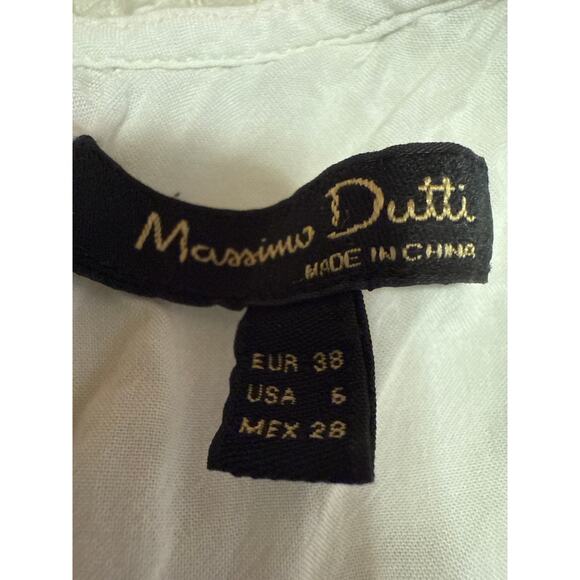 Massimo Dutti
MADE IN CHINA
EUR 38
USA 6
MEX 28